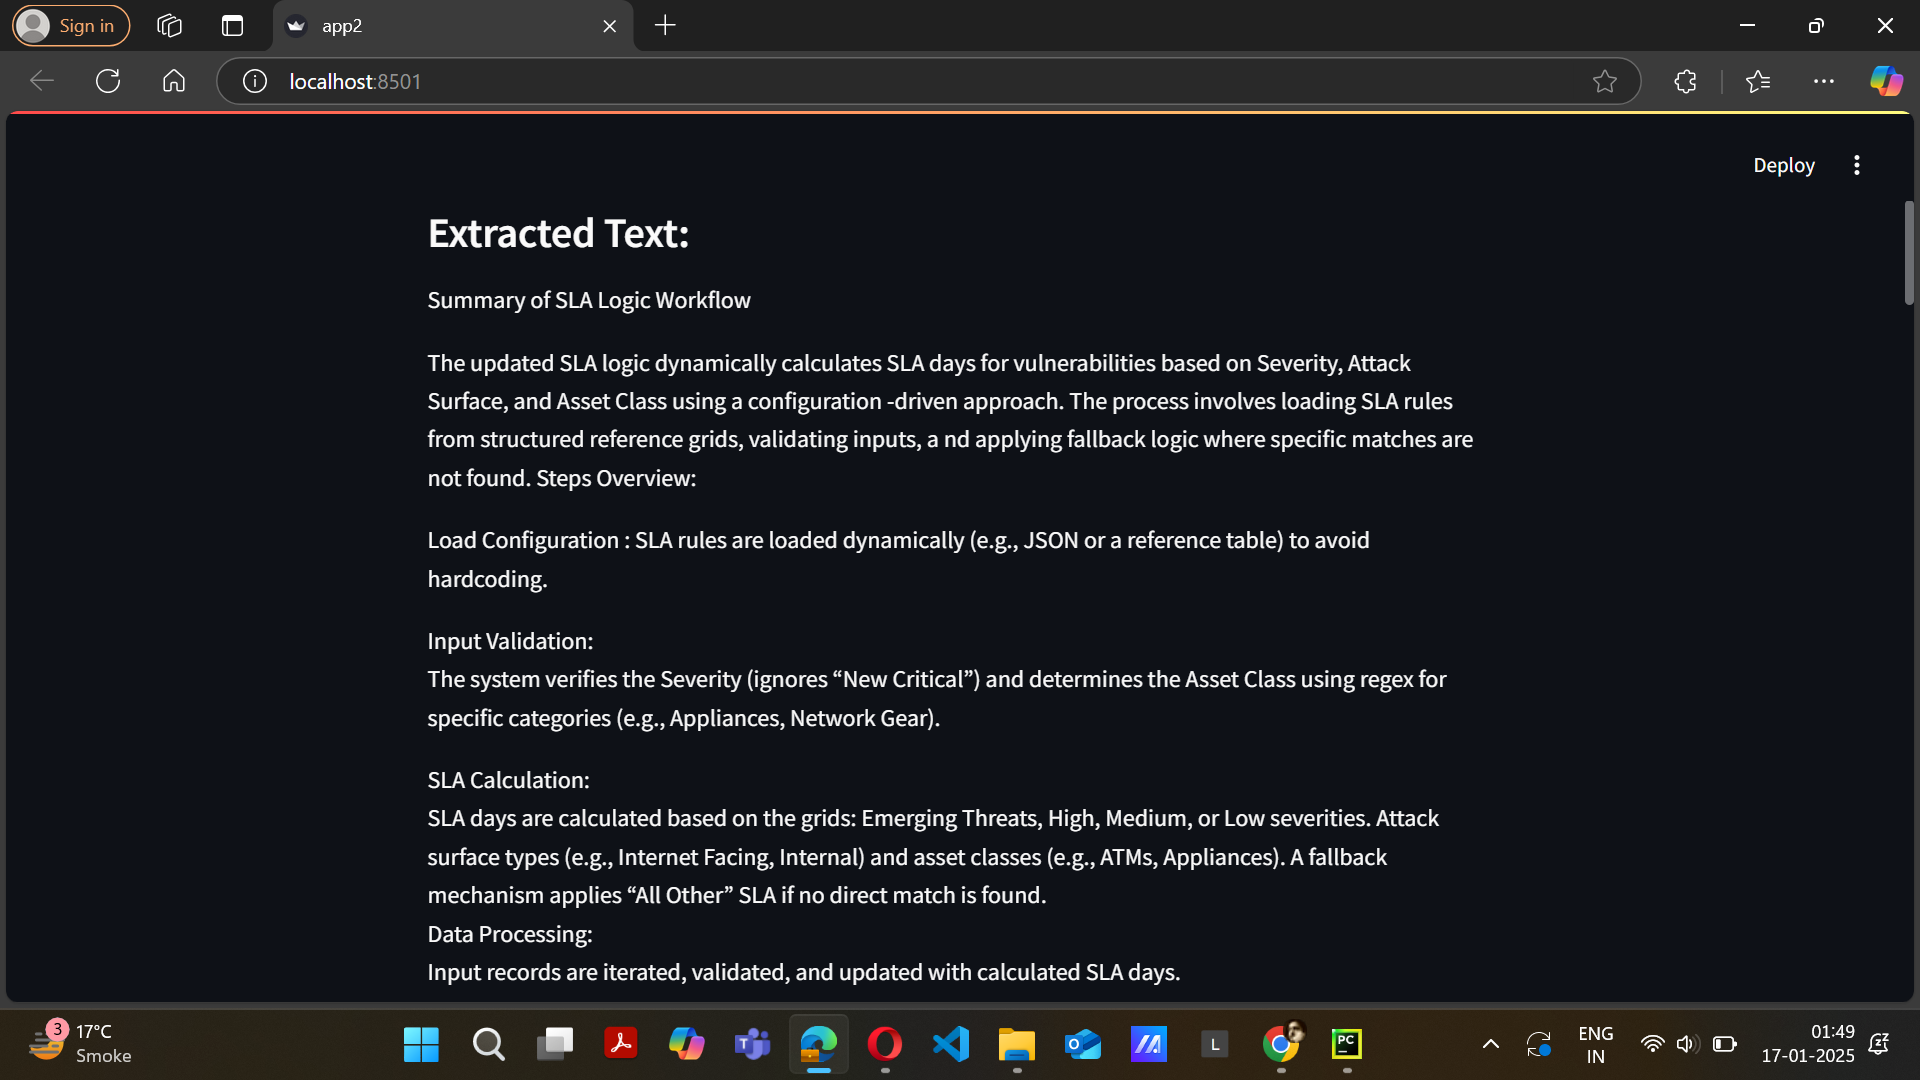 Sign in
app2
localhost:8501
Deploy
Extracted Text:
Summary of SLA Logic Workflow
The updated SLA logic dynamically calculates SLA days for vulnerabilities based on Severity, Attack
Surface, and Asset Class using a configuration -driven approach. The process involves loading SLA rules
from structured reference grids, validating inputs, a nd applying fallback logic where specific matches are
not found. Steps Overview:
Load Configuration : SLA rules are loaded dynamically (e.g., JSON or a reference table) to avoid
hardcoding.
Input Validation:
The system verifies the Severity (ignores “New Critical”) and determines the Asset Class using regex for
specific categories (e.g., Appliances, Network Gear).
SLA Calculation:
SLA days are calculated based on the grids: Emerging Threats, High, Medium, or Low severities. Attack
surface types (e.g., Internet Facing, Internal) and asset classes (e.g., ATMs, Appliances). A fallback
mechanism applies “All Other” SLA if no direct match is found.
Data Processing:
Input records are iterated, validated, and updated with calculated SLA days.
3
17°C
Smoke
T
O
L
PC
ENG
IN
01:49
17-01-2025